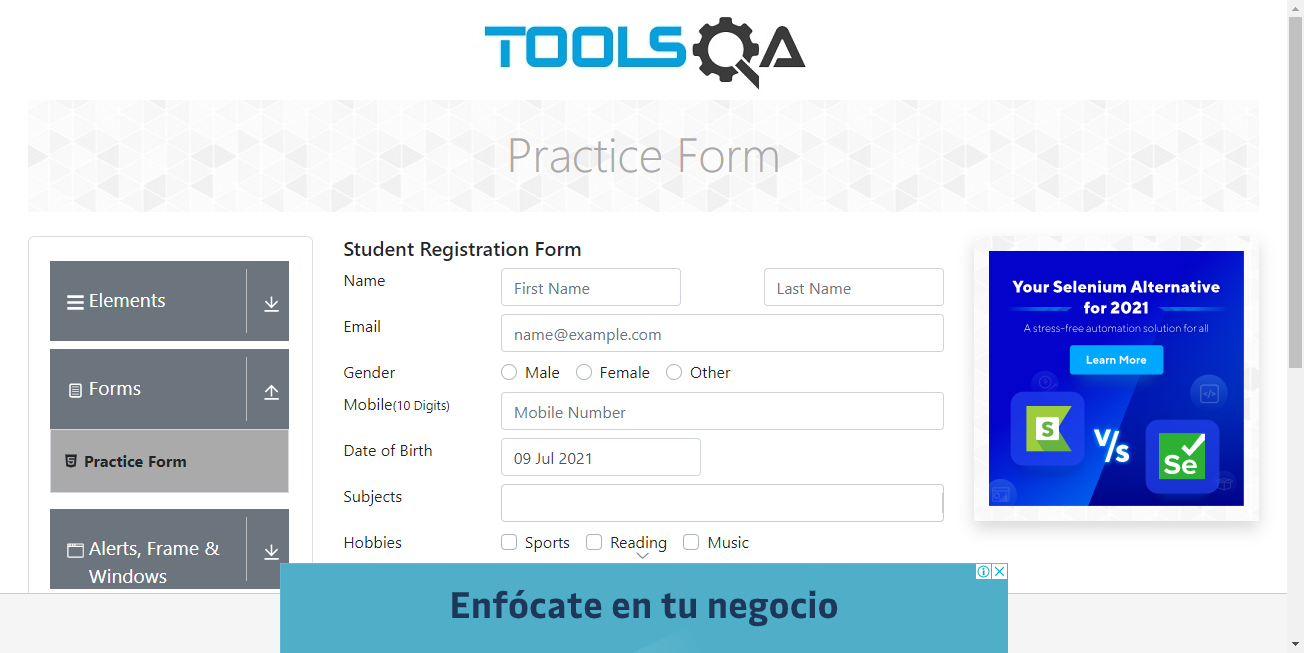 TOOLSQA
Practice Form
Elements
Forms
Practice Form
Alerts, Frame &
Windows
Student Registration Form
Name
First Name
Last Name
Email
name@example.com
Gender
Male
Female
Other
Mobile(10 Digits)
Mobile Number
Date of Birth
09 Jul 2021
Subjects
Hobbies
Sports
Reading
Music
Your Selenium Alternative
for 2021
A stress-free automation solution for all
Learn More
S
V/s
Se
Enfócate en tu negocio